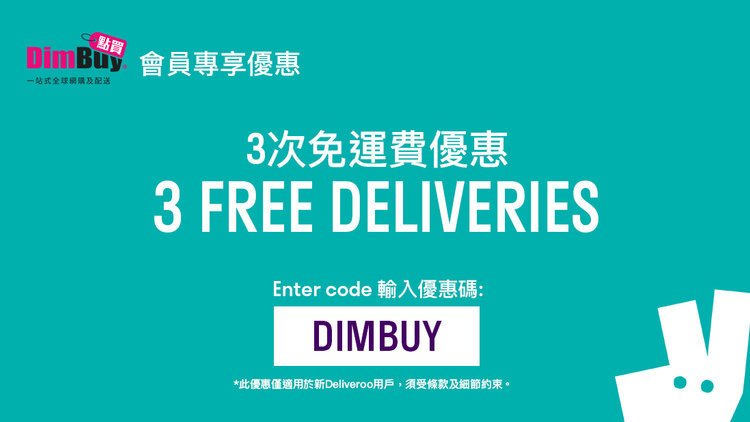 點買
DimBuy
一站式全球網購及配送
會員專享優惠
3次免運費優惠
3 FREE DELIVERIES
Enter code 輸入優惠碼:
DIMBUY
*此優惠僅適用於新Deliveroo用戶，須受條款及細節約束。